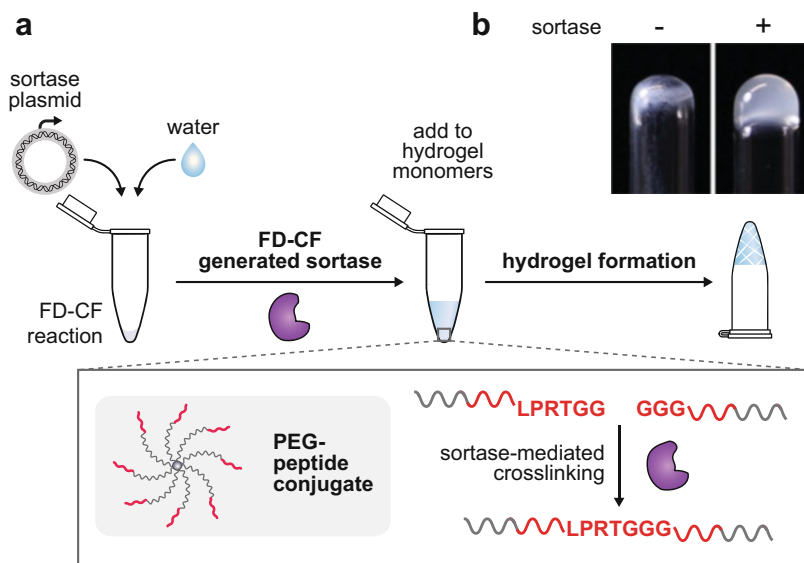 a
sortase
plasmid
water
FD-CF
reaction
FD-CF
generated sortase
add to
hydrogel
monomers
hydrogel formation
b
sortase - +
PEG-
peptide
conjugate
LPRTGG GGG
sortase-mediated
crosslinking
LPRTGGG